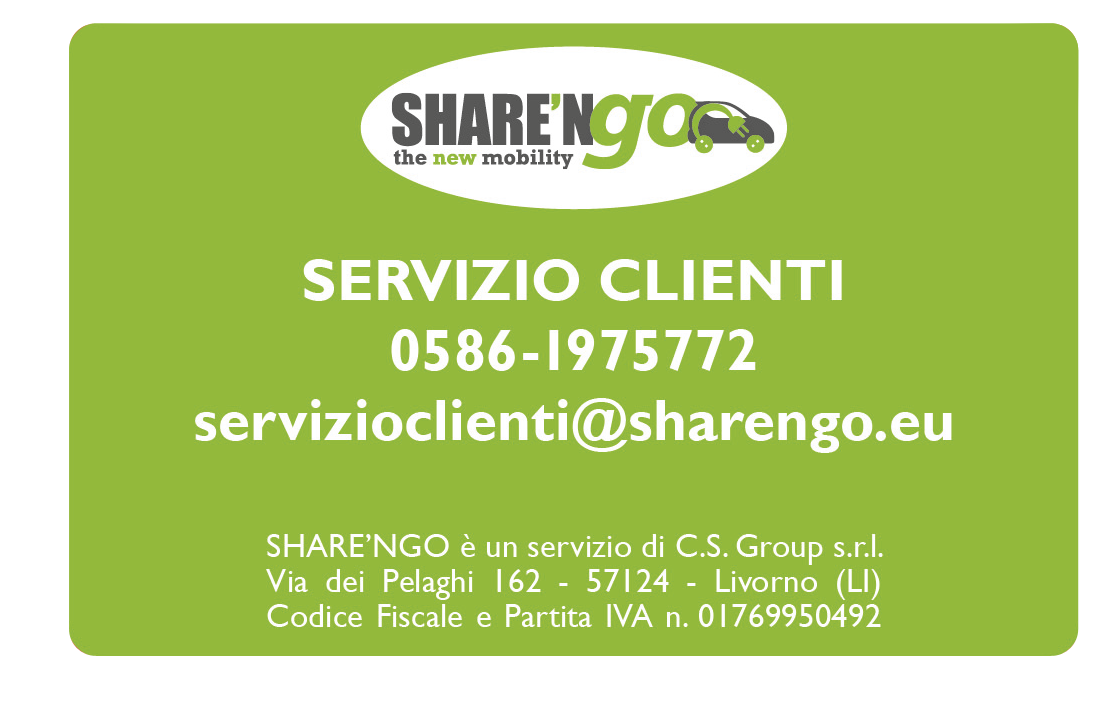 SHARE'NGO
the new mobility
SERVIZIO CLIENTI
0586-1975772
servizioclienti@sharengo.eu
SHARE'NGO è un servizio di C.S. Group s.r.l.
Via dei Pelaghi 162 - 57124 - Livorno (LI)
Codice Fiscale e Partita IVA n. 01769950492